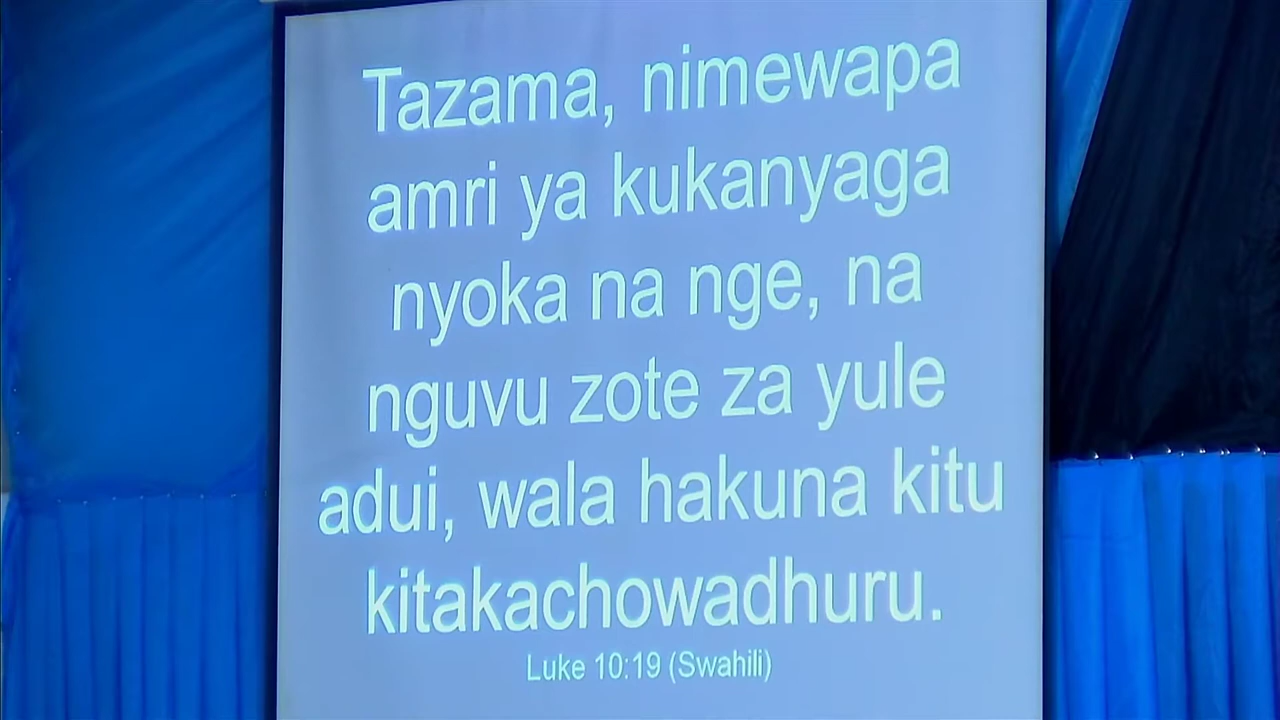 Tazama, nimewapa
amri ya kukanyaga
nyoka na nge, na
nguvu zote za yule
adui, wala hakuna kitu
kitakachowadhuru.
Luke 10:19 (Swahili)